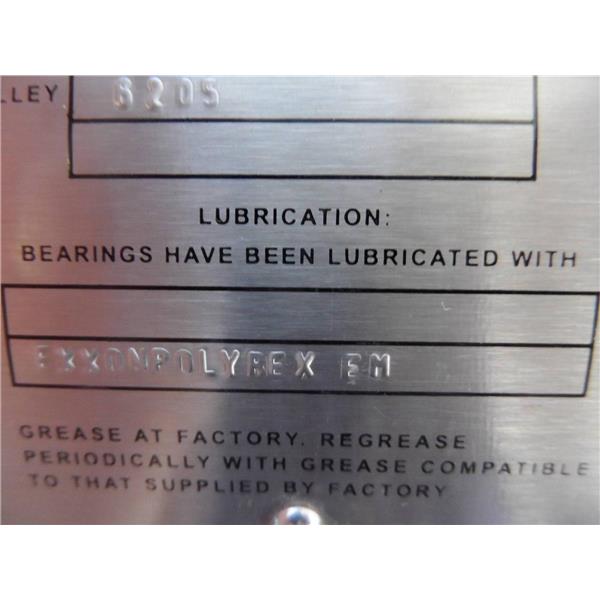 LLEY 6205
LUBRICATION:
BEARINGS HAVE BEEN LUBRICATED WITH
EXXONPOLYREX EM
GREASE AT FACTORY. REGREASE
PERIODICALLY WITH GREASE COMPATIBLE
TO THAT SUPPLIED BY FACTORY